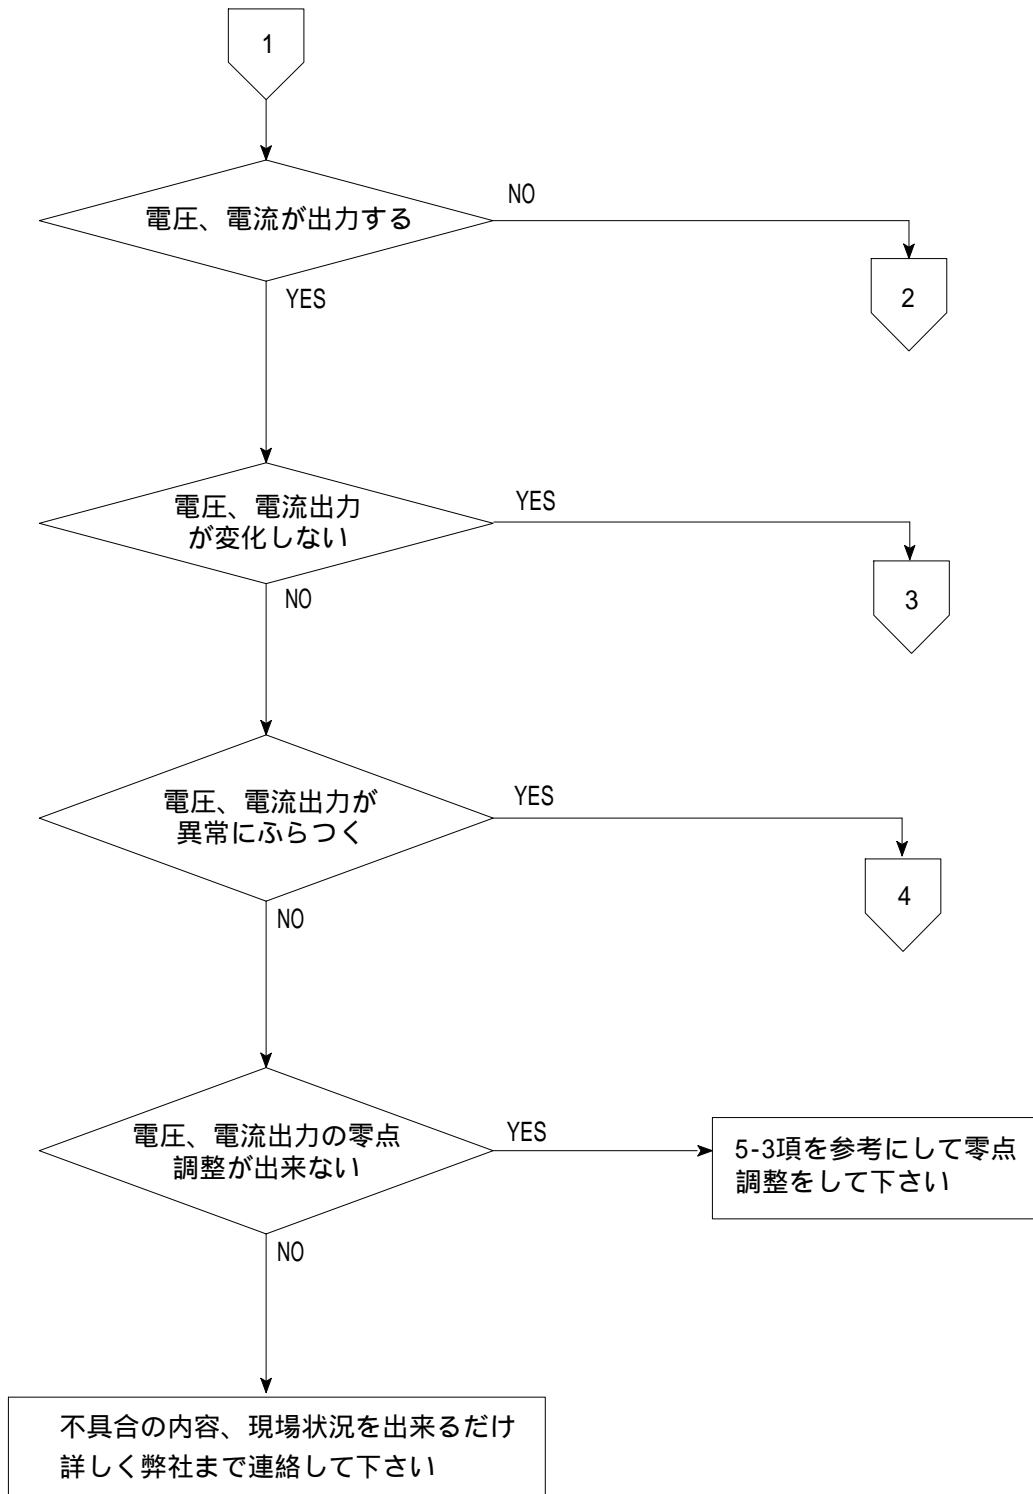 1
電圧、電流が出力する
NO
YES
2
電圧、電流出力
が変化しない
YES
NO
3
電圧、電流出力が
異常にふらつく
YES
NO
4
電圧、電流出力の零点
調整が出来ない
YES
NO
5-3項を参考にして零点
調整をして下さい
不具合の内容、現場状況を出来るだけ
詳しく弊社まで連絡して下さい